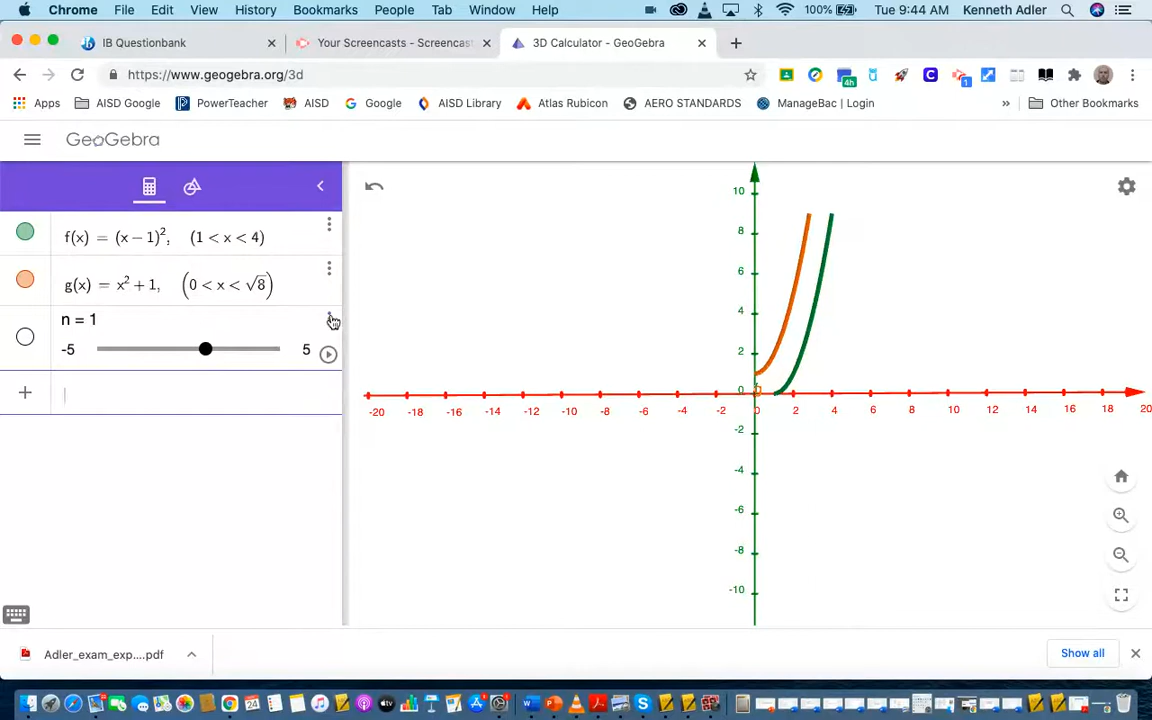 Chrome File Edit View History Bookmarks People Tab Window Help 100% Tue 9:44 AM Kenneth Adler
IB Questionbank × Your Screencasts - Screencast × 3D Calculator - GeoGebra × +
https://www.geogebra.org/3d
4h 1
Apps AISD Google PowerTeacher AISD Google AISD Library Atlas Rubicon AERO STANDARDS ManageBac | Login » Other Bookmarks
GeoGebra
f(x) = (x − 1)², (1 < x < 4)
g(x) = x² + 1, (0 < x < √8)
n = 1
-5 5
+
10
8
6
4
2
0
-2
-4
-6
-8
-10
-20 -18 -16 -14 -12 -10 -8 -6 -4 -2 0 2 4 6 8 10 12 14 16 18 20
Adler_exam_exp....pdf Show all ×